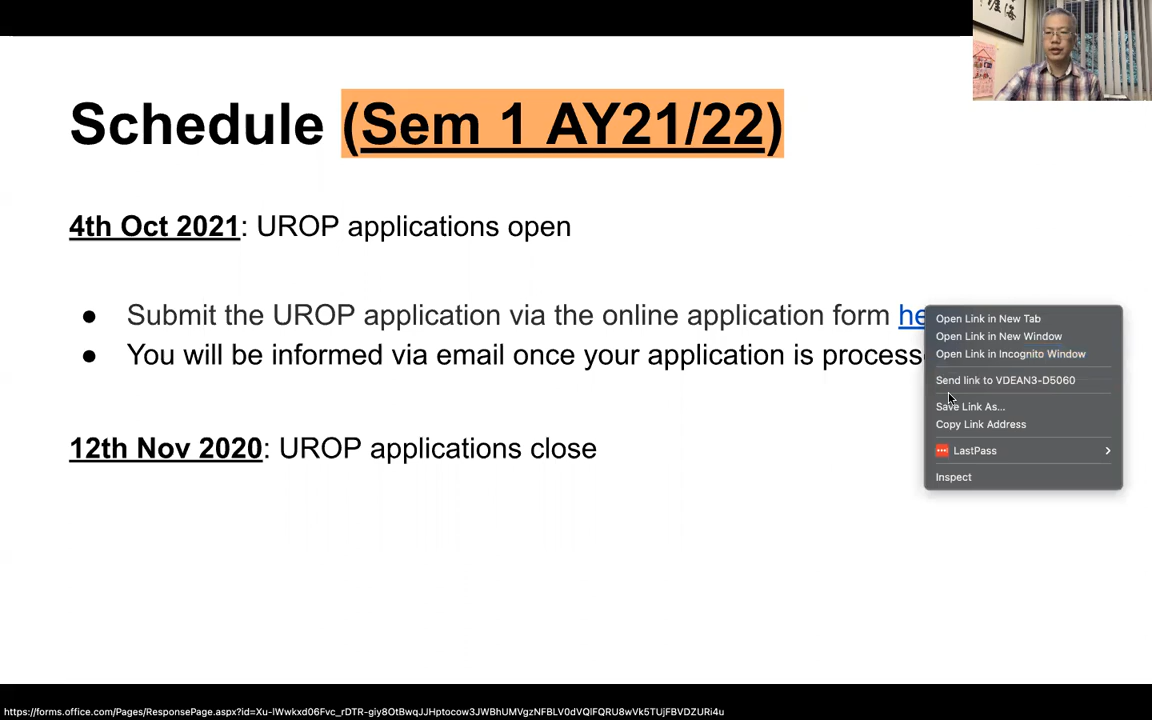 Schedule (Sem 1 AY21/22)
4th Oct 2021: UROP applications open
● Submit the UROP application via the online application form he
● You will be informed via email once your application is process
12th Nov 2020: UROP applications close
Open Link in New Tab
Open Link in New Window
Open Link in Incognito Window
Send link to VDEAN3-D5060
Save Link As...
Copy Link Address
LastPass
Inspect
https://forms.office.com/Pages/ResponsePage.aspx?id=Xu-lWwkxd06Fvc_rDTR-giy8OtBwqJJHptocow3JWBhUMVgzNFBLV0dVQlFQRU8wVk5TUjFBVDZURi4u